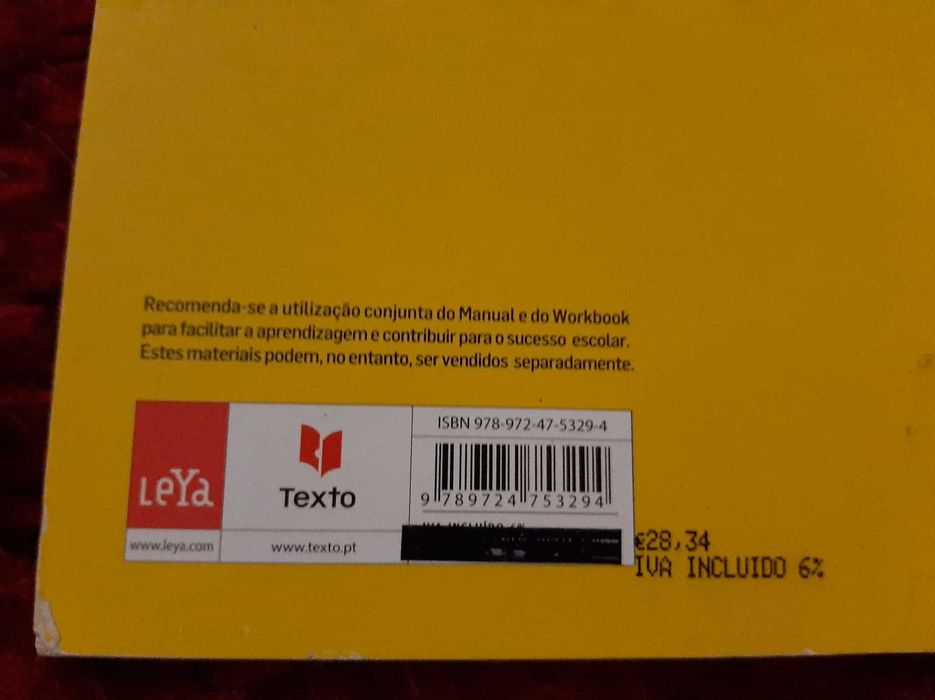 Recomenda-se a utilização conjunta do Manual e do Workbook
para facilitar a aprendizagem e contribuir para o sucesso escolar.
Estes materiais podem, no entanto, ser vendidos separadamente.
LeYa
www.leya.com
Texto
www.texto.pt
ISBN 978-972-47-5329-4
9 789724 753294
€28,34
IVA INCLUIDO 6%